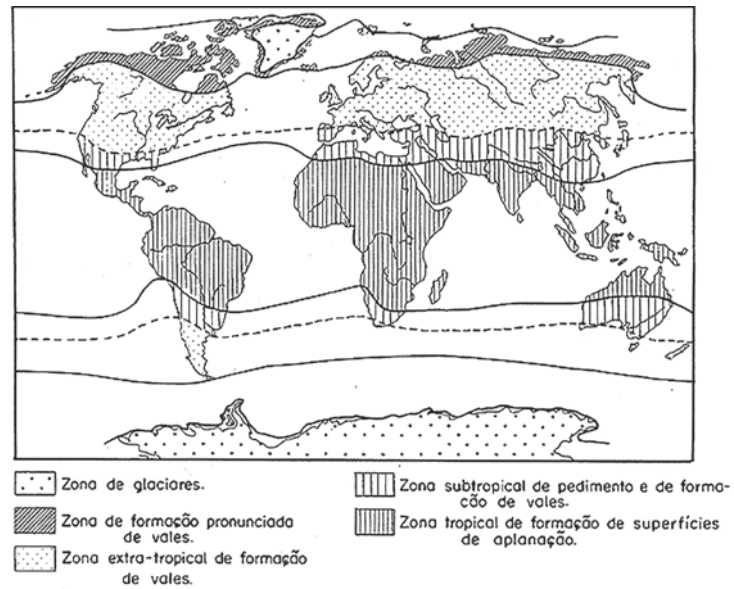 Zona de glaciares.
Zona de formação pronunciada
de vales.
Zona extra-tropical de formação
de vales.
Zona subtropical de pedimento e de forma-
cão de vales.
Zona tropical de formação de superfícies
de aplanação.